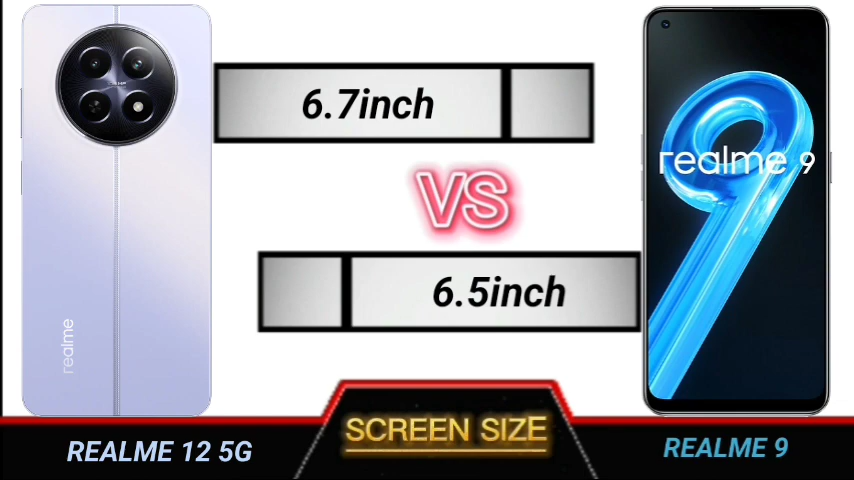 6.7inch
VS
realme 9
6.5inch
realme
SCREEN SIZE
REALME 12 5G
REALME 9